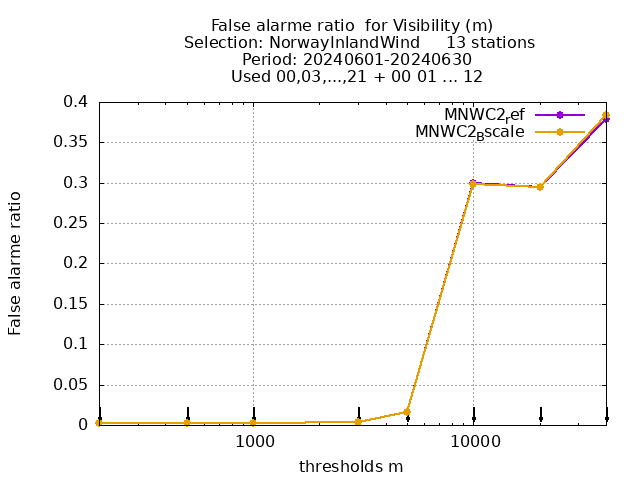 False alarme ratio  for Visibility (m)
Selection: NorwayInlandWind     13 stations
Period: 20240601-20240630
Used 00,03,...,21 + 00 01 ... 12
MNWC2_ref
MNWC2_Bscale
0.4
0.35
0.3
0.25
0.2
0.15
0.1
0.05
0
False alarme ratio
1000
10000
thresholds m